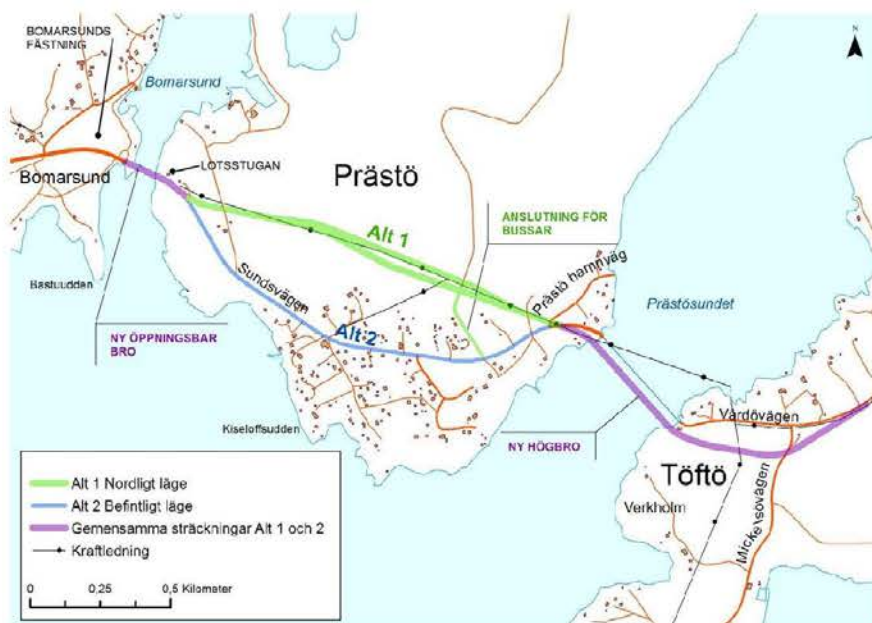 BOMARSUNDS
FÄSTNING
N
Bomarsund
LOTSSTUGAN
Bomarsund
Prästö
Alt 1
ANSLUTNING FÖR
BUSSAR
Bastuudden
Sundsvägen
Prästö hamnväg
Prästösundet
NY ÖPPNINGSBAR
BRO
Alt 2
Kiseloffsudden
NY HÖGBRO
Vårdövägen
Töftö
Verkholm
Mickelsövägen
Alt 1 Nordligt läge
Alt 2 Befintligt läge
Gemensamma sträckningar Alt 1 och 2
Kraftledning
0 0,25 0,5 Kilometer